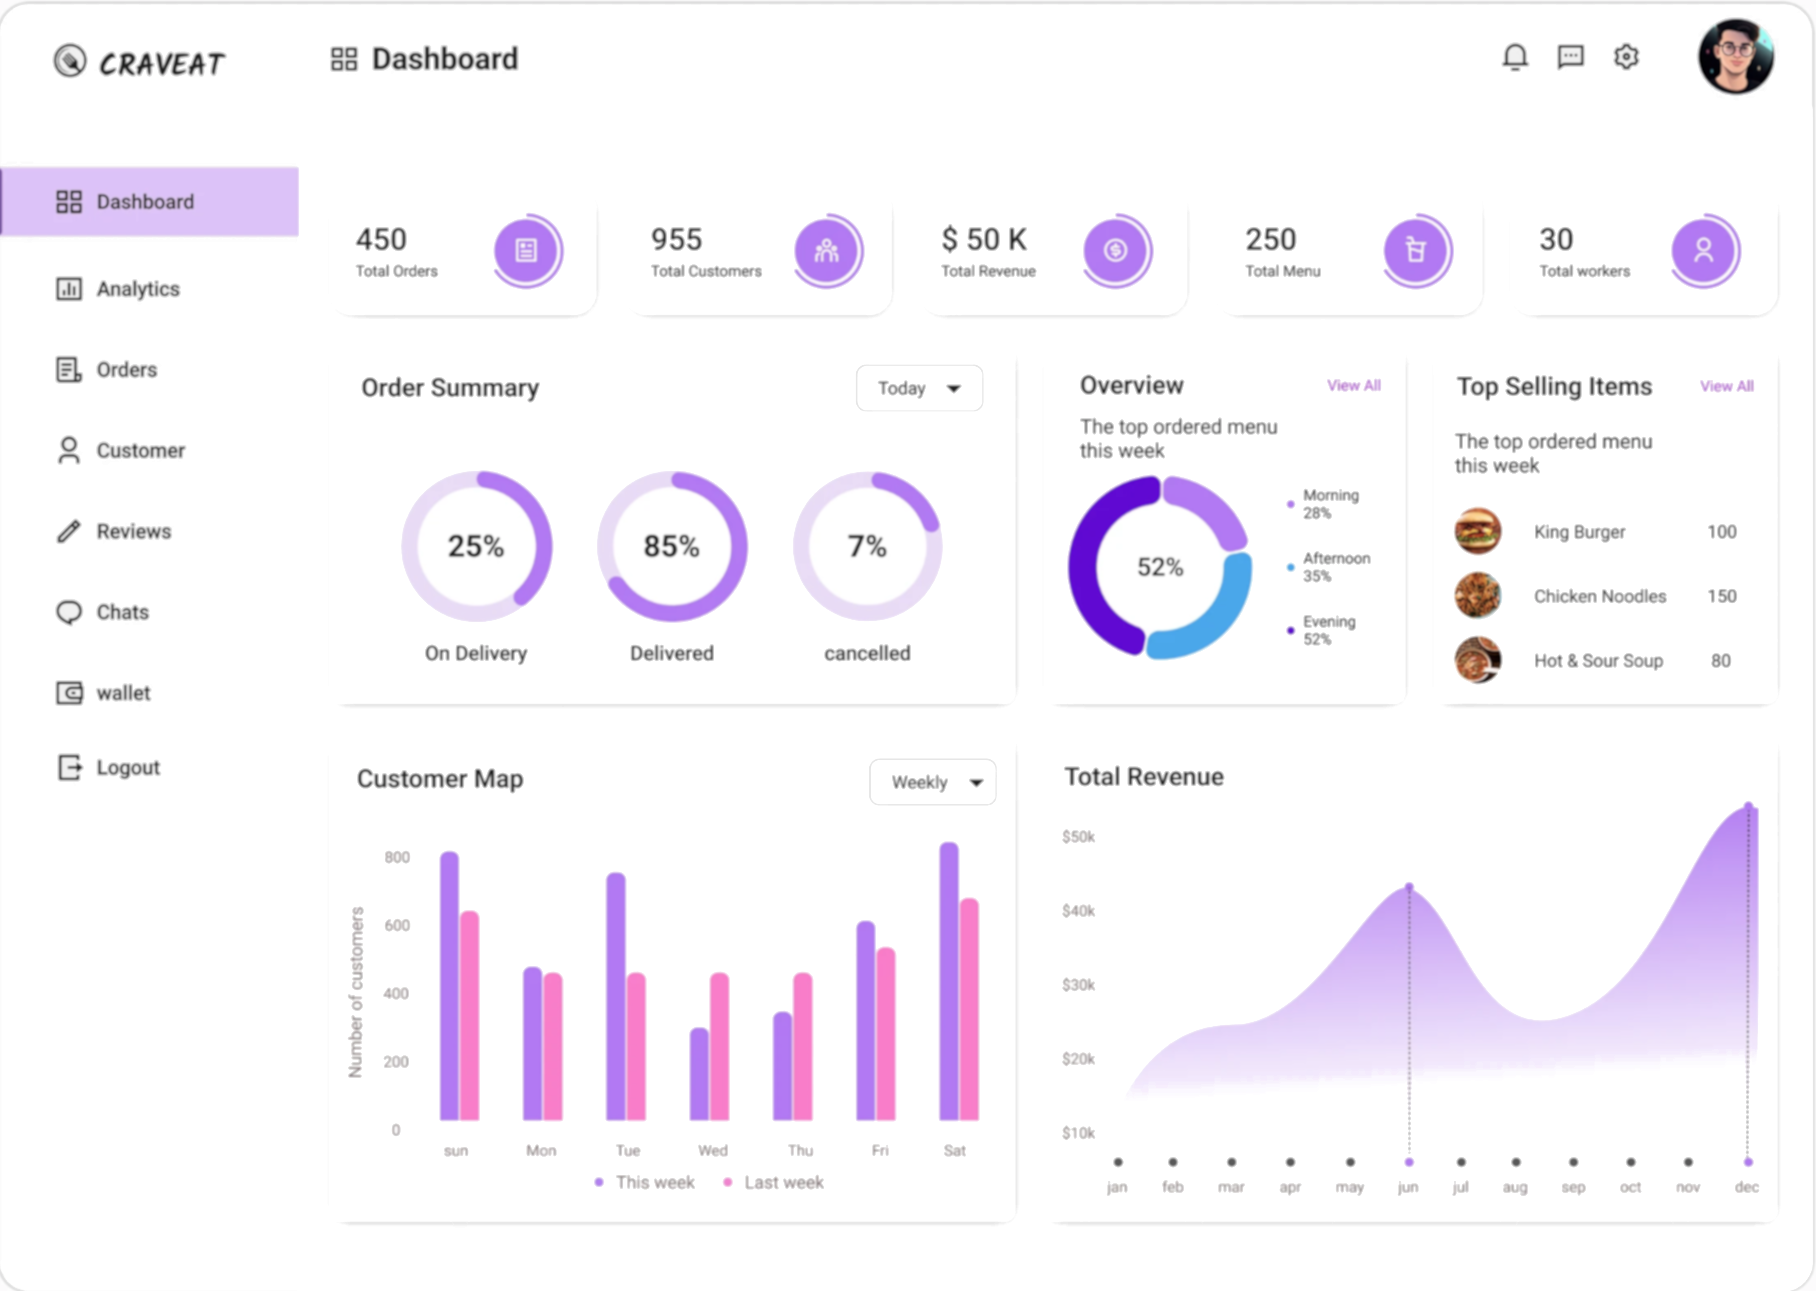 CRAVEAT
Dashboard
Dashboard
Analytics
Orders
Customer
Reviews
Chats
wallet
Logout
450
Total Orders
955
Total Customers
$ 50 K
Total Revenue
250
Total Menu
30
Total workers
Order Summary
Today
25%
On Delivery
85%
Delivered
7%
cancelled
Overview
View All
The top ordered menu
this week
52%
Morning
28%
Afternoon
35%
Evening
52%
Top Selling Items
View All
The top ordered menu
this week
King Burger 100
Chicken Noodles 150
Hot & Sour Soup 80
Customer Map
Weekly
Number of customers
800
600
400
200
0
sun Mon Tue Wed Thu Fri Sat
This week Last week
Total Revenue
$50k
$40k
$30k
$20k
$10k
jan feb mar apr may jun jul aug sep oct nov dec